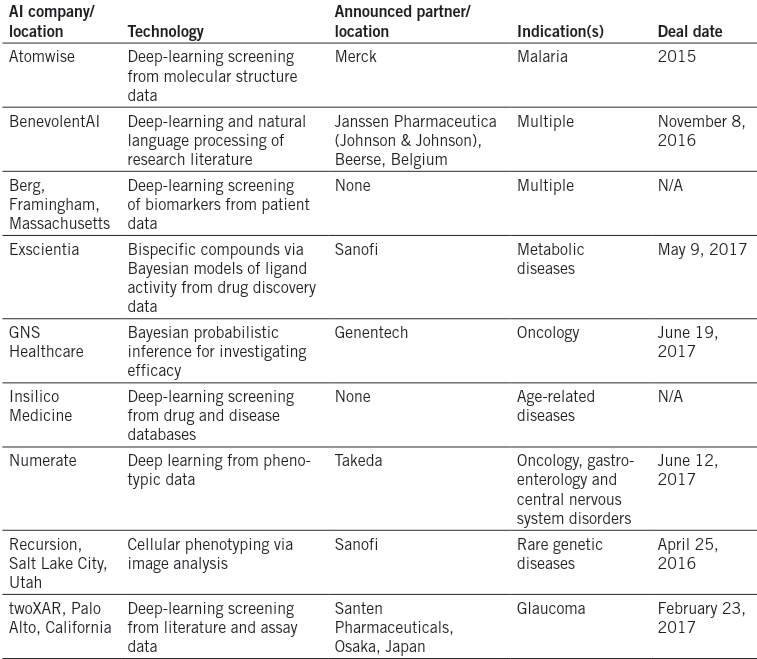 AI company/
location
Technology
Announced partner/
location
Indication(s)
Deal date
Atomwise
Deep-learning screening
from molecular structure
data
Merck
Malaria
2015
BenevolentAI
Deep-learning and natural
language processing of
research literature
Janssen Pharmaceutica
(Johnson & Johnson),
Beerse, Belgium
Multiple
November 8,
2016
Berg,
Framingham,
Massachusetts
Deep-learning screening
of biomarkers from patient
data
None
Multiple
N/A
Exscientia
Bispecific compounds via
Bayesian models of ligand
activity from drug discovery
data
Sanofi
Metabolic
diseases
May 9, 2017
GNS
Healthcare
Bayesian probabilistic
inference for investigating
efficacy
Genentech
Oncology
June 19,
2017
Insilico
Medicine
Deep-learning screening
from drug and disease
databases
None
Age-related
diseases
N/A
Numerate
Deep learning from pheno-
typic data
Takeda
Oncology, gastro-
enterology and
central nervous
system disorders
June 12,
2017
Recursion,
Salt Lake City,
Utah
Cellular phenotyping via
image analysis
Sanofi
Rare genetic
diseases
April 25,
2016
twoXAR, Palo
Alto, California
Deep-learning screening
from literature and assay
data
Santen
Pharmaceuticals,
Osaka, Japan
Glaucoma
February 23,
2017